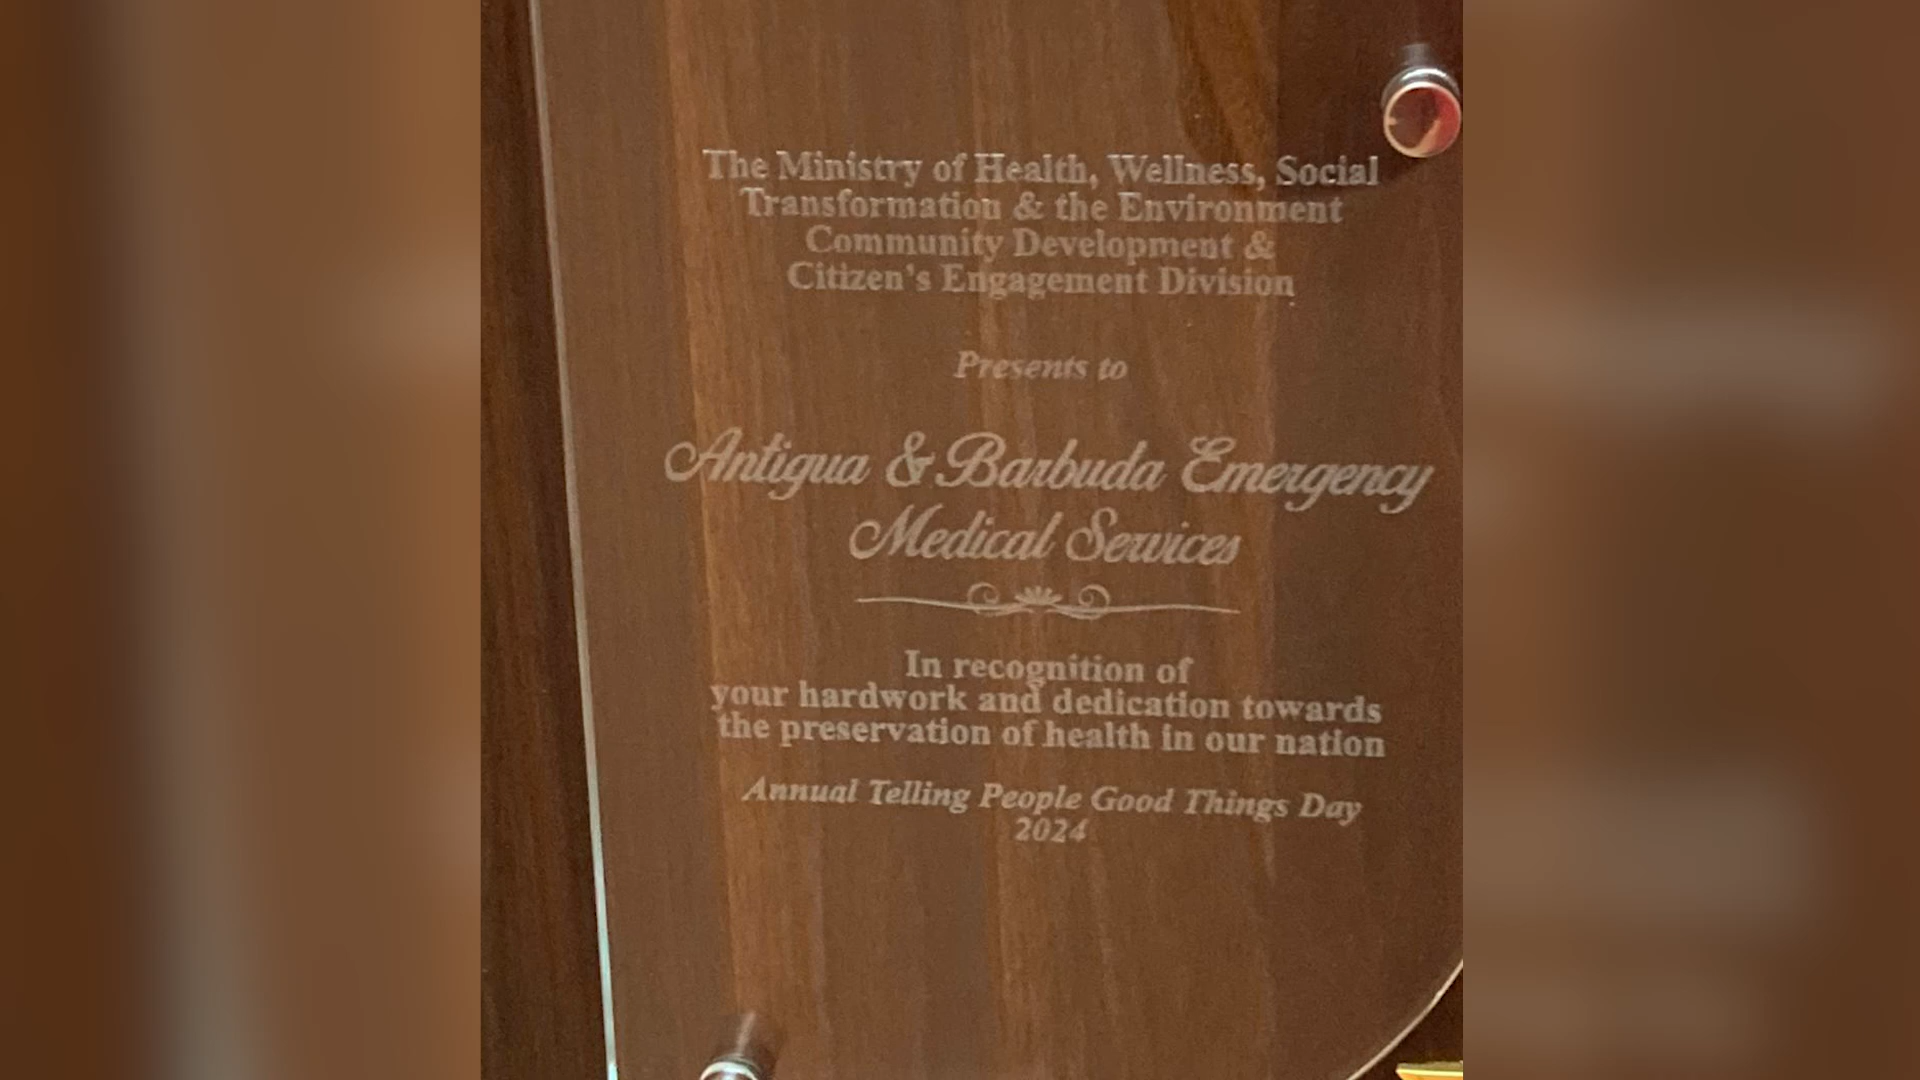 The Ministry of Health, Wellness, Social
Transformation & the Environment
Community Development &
Citizen's Engagement Division
Presents to
Antigua & Barbuda Emergency
Medical Services
In recognition of
your hardwork and dedication towards
the preservation of health in our nation
Annual Telling People Good Things Day
2024